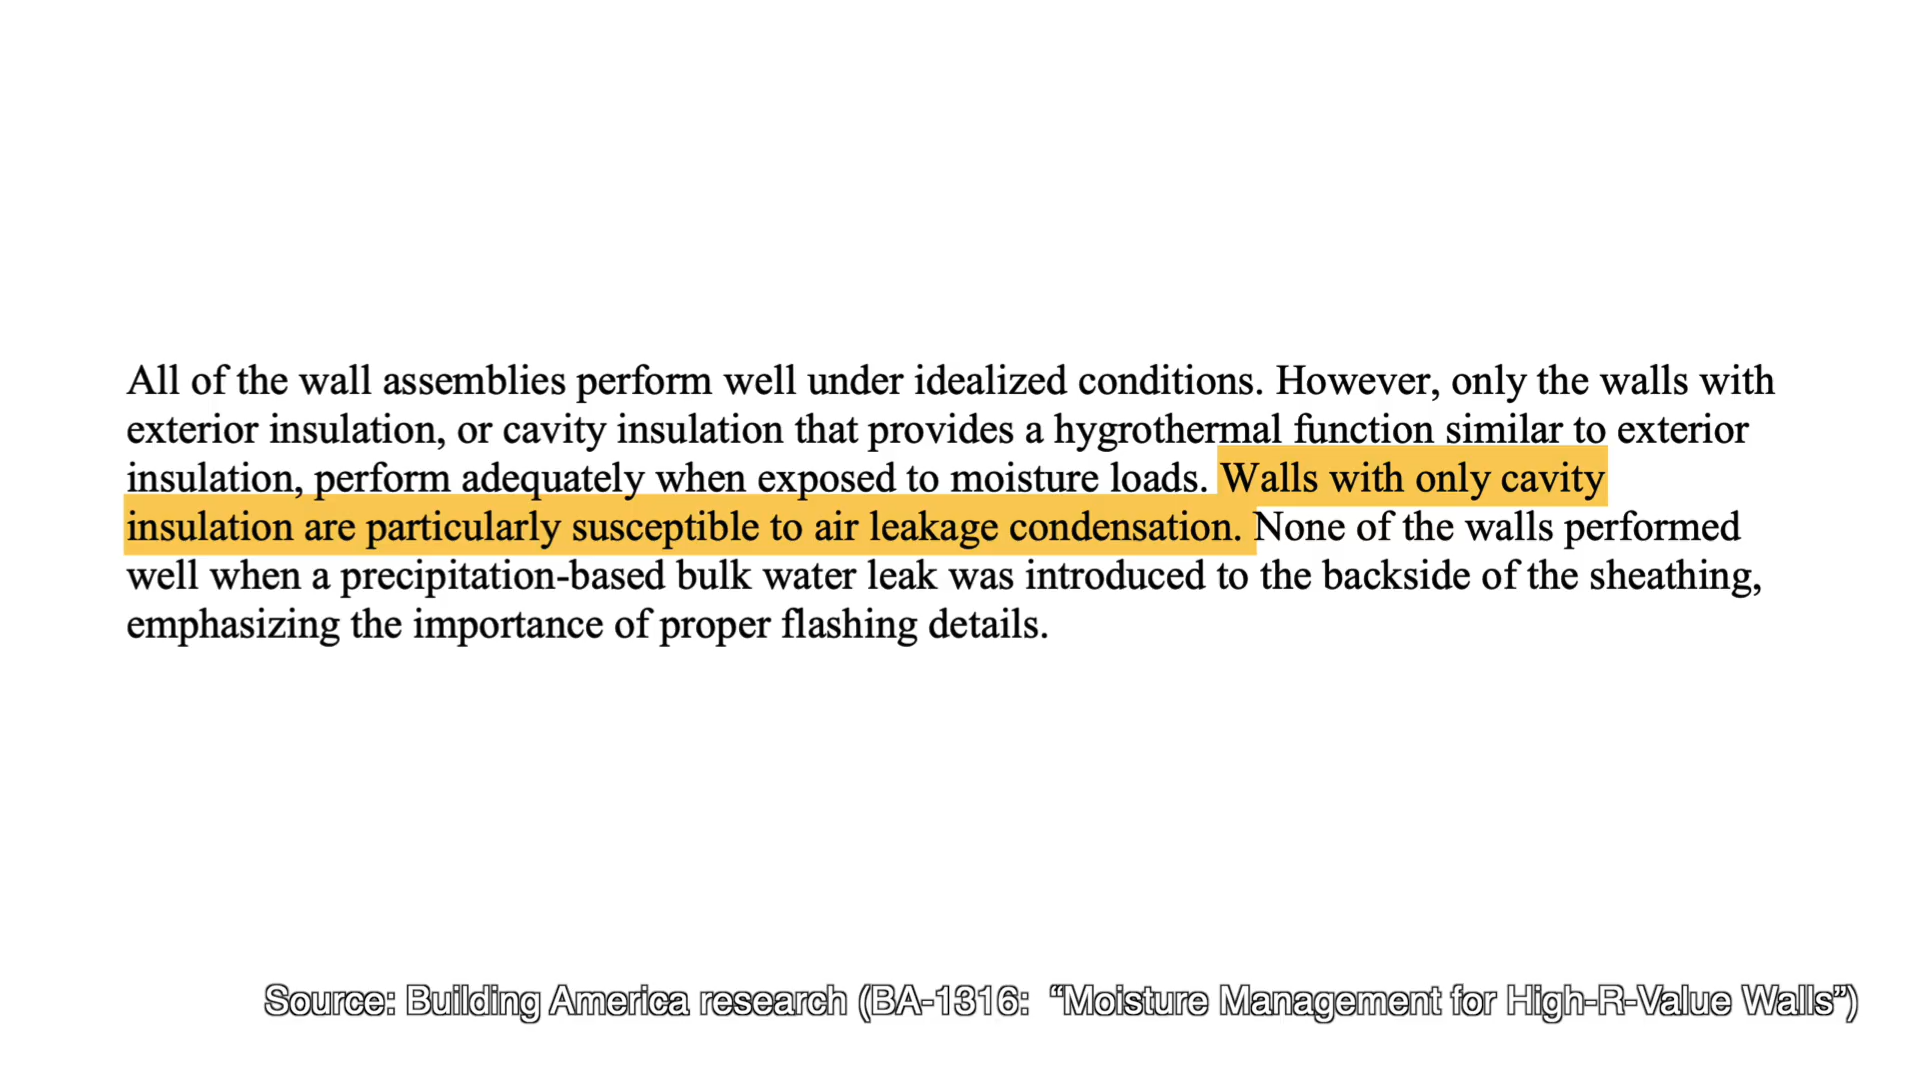 All of the wall assemblies perform well under idealized conditions. However, only the walls with
exterior insulation, or cavity insulation that provides a hygrothermal function similar to exterior
insulation, perform adequately when exposed to moisture loads. Walls with only cavity
insulation are particularly susceptible to air leakage condensation. None of the walls performed
well when a precipitation-based bulk water leak was introduced to the backside of the sheathing,
emphasizing the importance of proper flashing details.
Source: Building America research (BA-1316: “Moisture Management for High-R-Value Walls”)